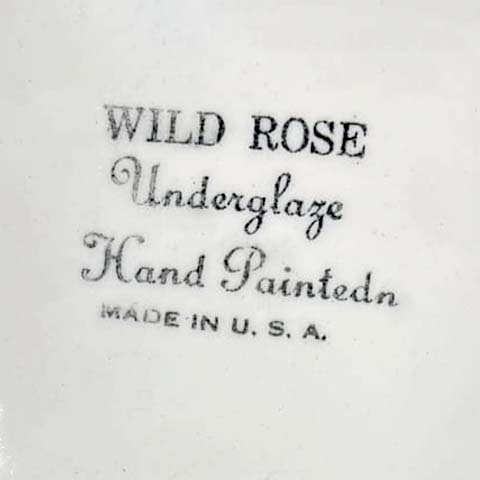 WILD ROSE
Underglaze
Hand Paintedn
MADE IN U. S. A.